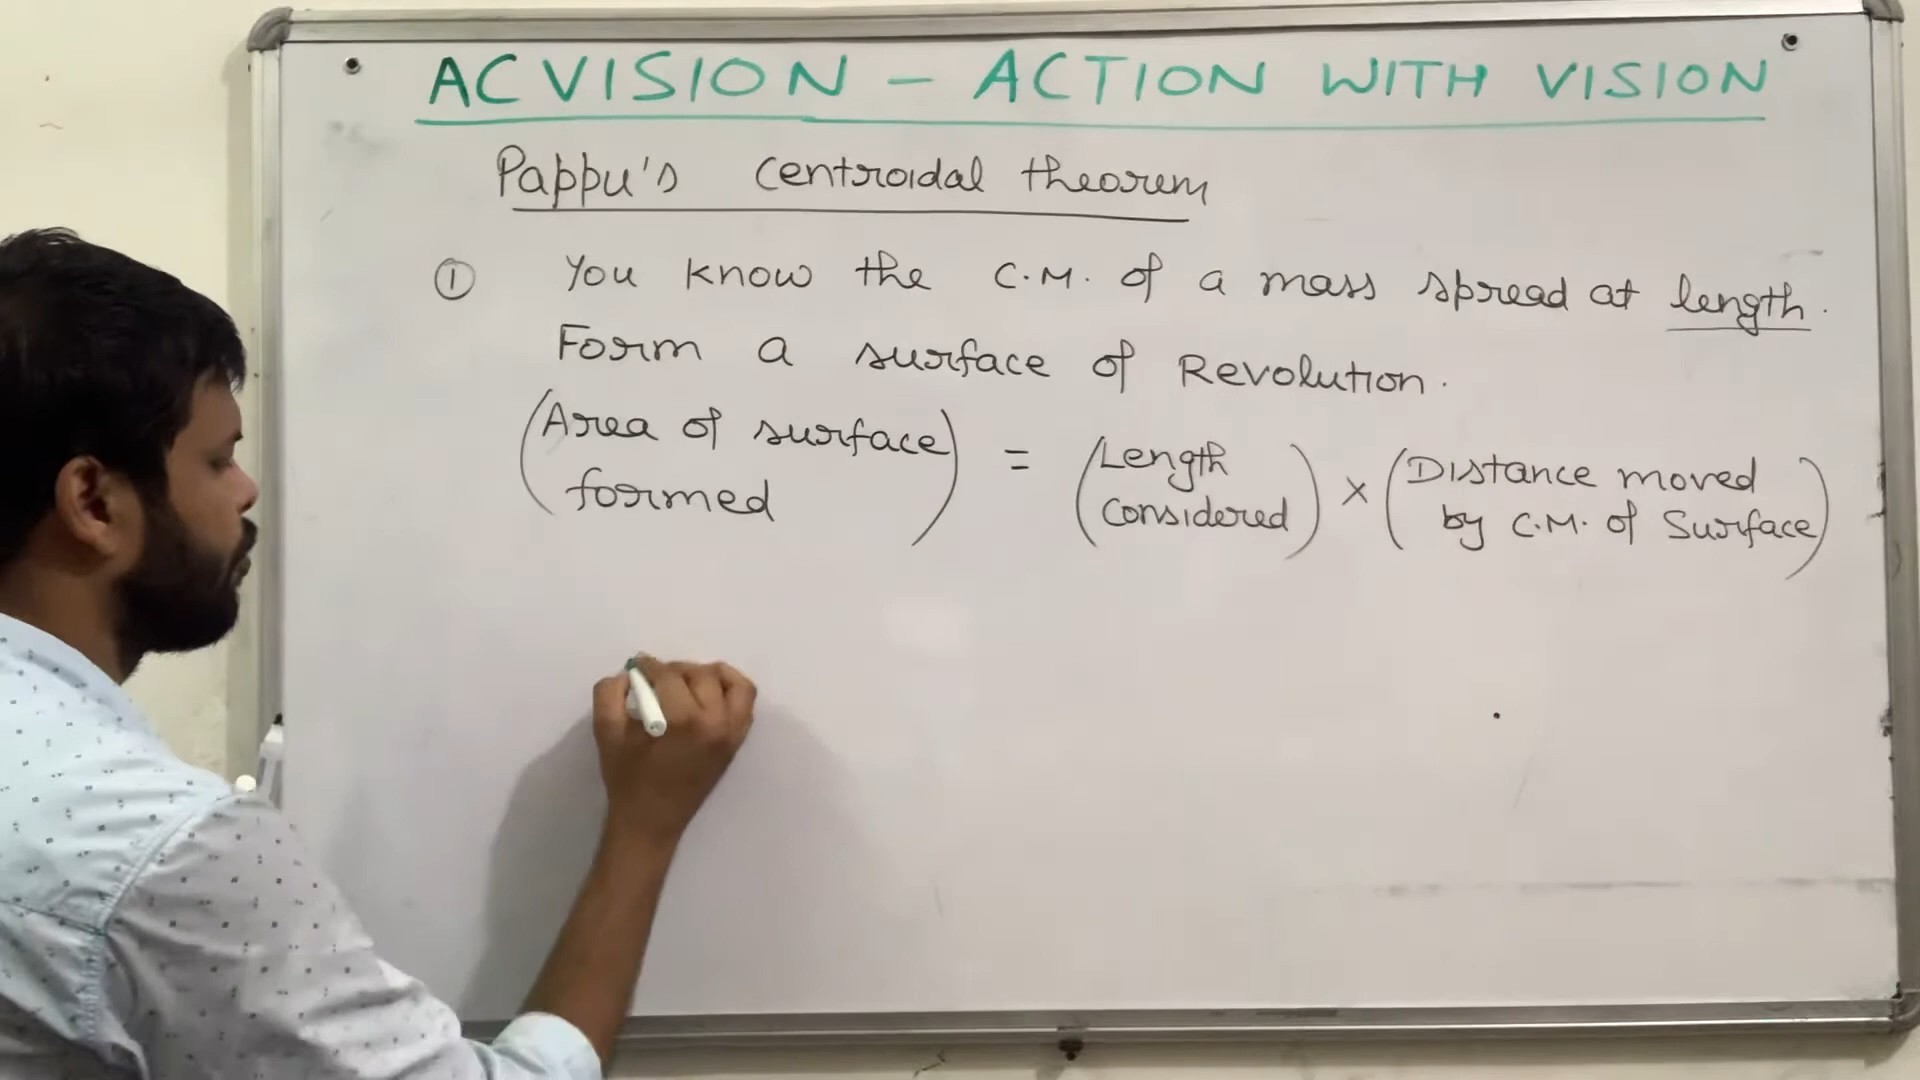 ACVISION - ACTION WITH VISION
Pappu's centroidal theorem
① You know the C.M. of a mass spread at length.
Form a surface of Revolution.
(Area of surface formed) = (Length Considered) × (Distance moved by C.M. of Surface)